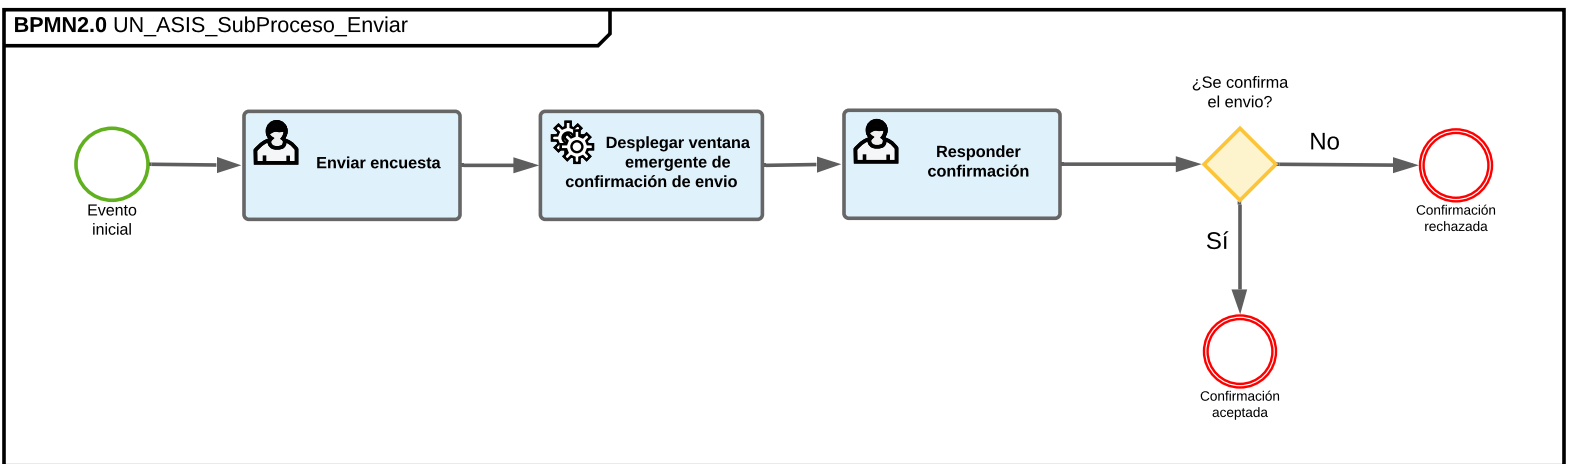 BPMN2.0 UN_ASIS_SubProceso_Enviar
¿Se confirma
el envio?
Evento
inicial
Enviar encuesta
Desplegar ventana
emergente de
confirmación de envio
Responder
confirmación
No
Confirmación
rechazada
Sí
Confirmación
aceptada